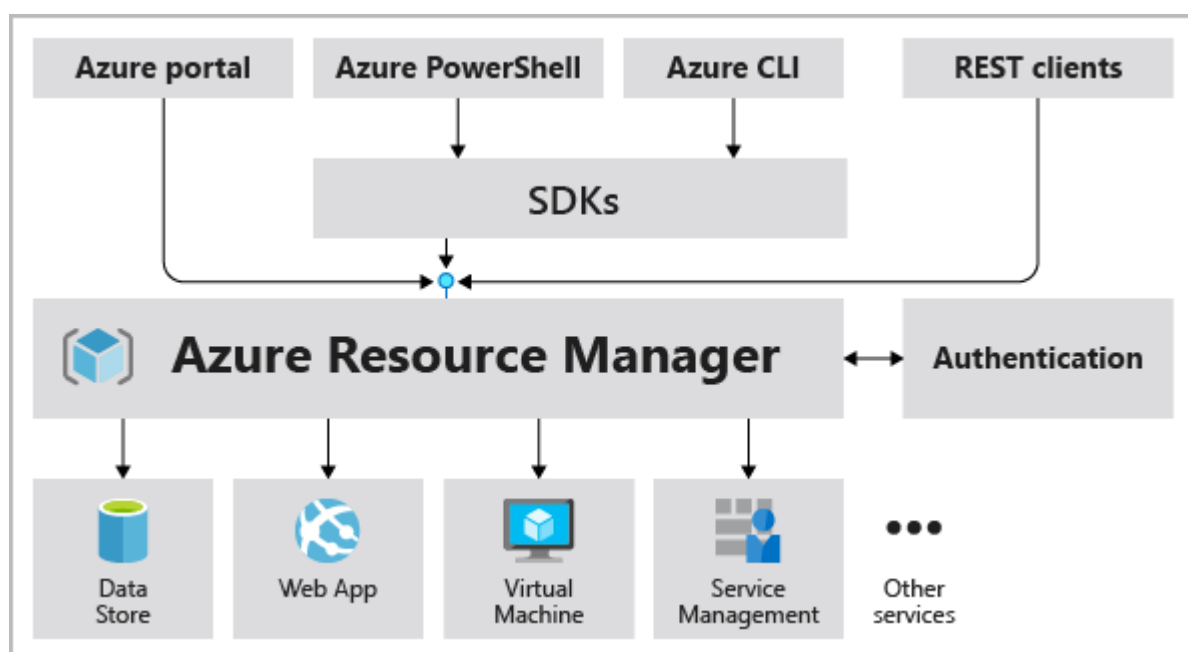 Azure portal
Azure PowerShell
Azure CLI
REST clients
SDKs
Azure Resource Manager
Authentication
Data
Store
Web App
Virtual
Machine
Service
Management
Other
services